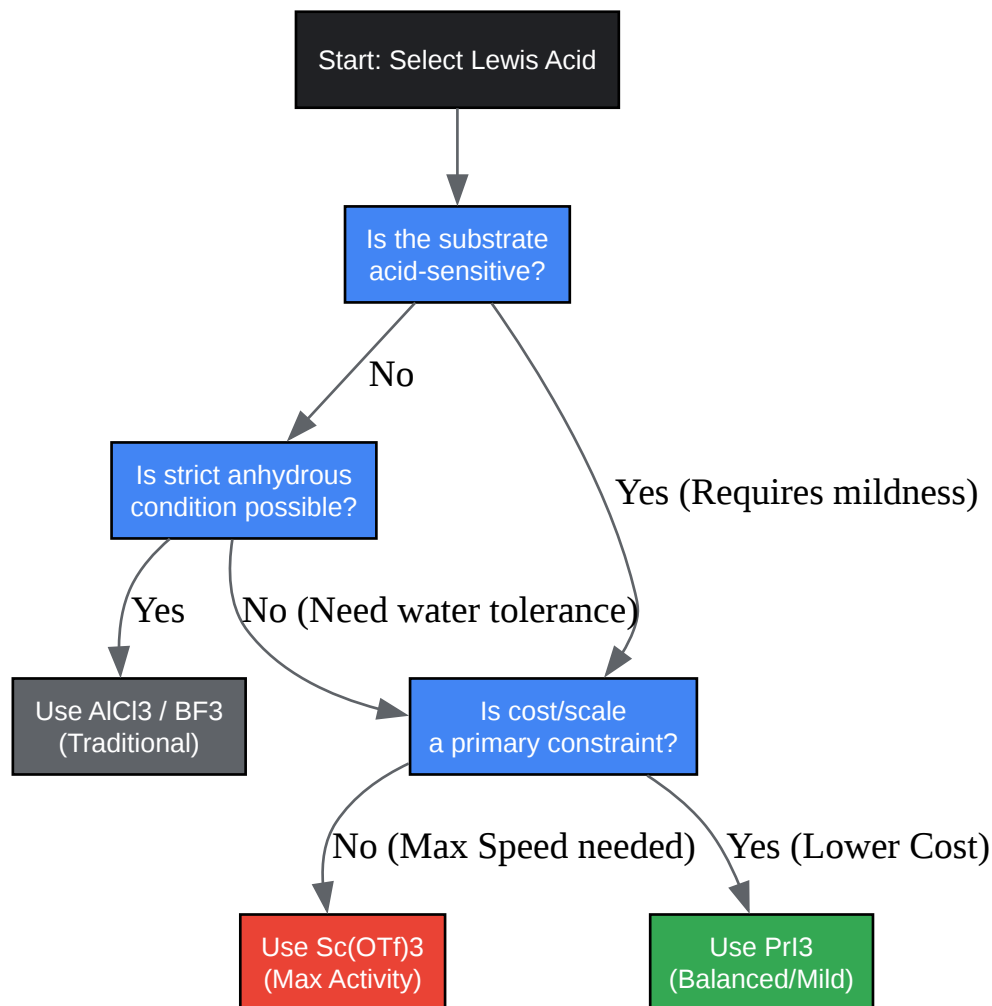 Start: Select Lewis Acid
Is the substrate
acid-sensitive?
No
Yes (Requires mildness)
Is strict anhydrous
condition possible?
Yes
No (Need water tolerance)
Use AlCl3 / BF3
(Traditional)
Is cost/scale
a primary constraint?
No (Max Speed needed)
Yes (Lower Cost)
Use Sc(OTf)3
(Max Activity)
Use PrI3
(Balanced/Mild)